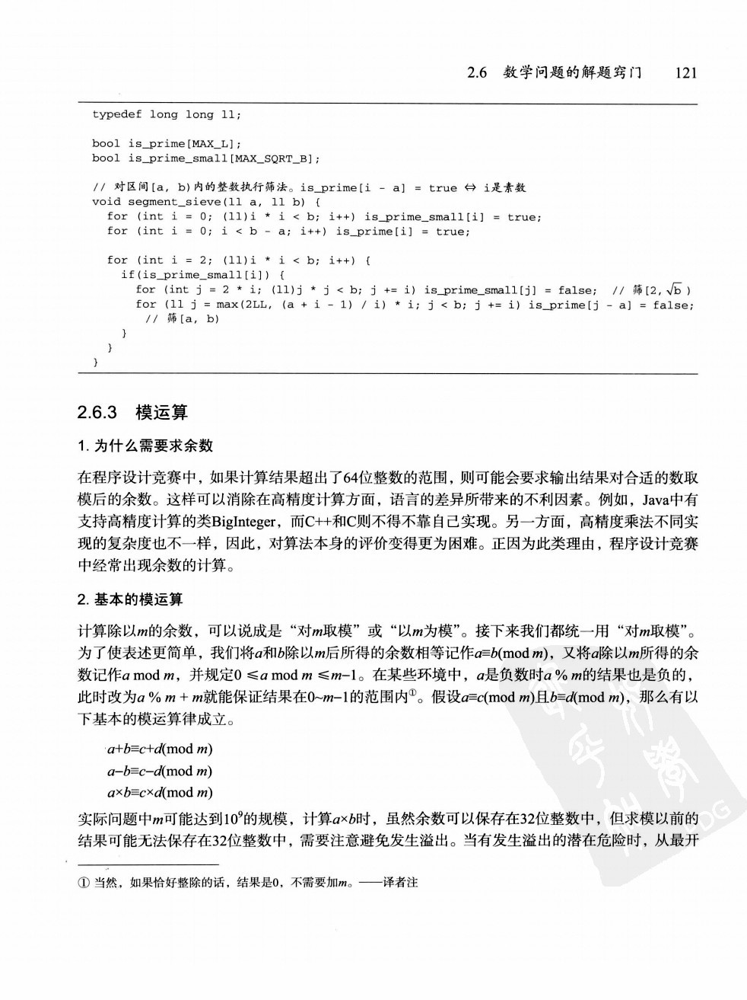 2.6 数学问题的解题窍门 121
typedef long long ll;
bool is_prime[MAX_L];
bool is_prime_small[MAX_SQRT_B];
// 对区间[a, b)内的整数执行筛法。is_prime[i - a] = true ⇔ i是素数
void segment_sieve(ll a, ll b) {
for (int i = 0; (ll)i * i < b; i++) is_prime_small[i] = true;
for (int i = 0; i < b - a; i++) is_prime[i] = true;
for (int i = 2; (ll)i * i < b; i++) {
if(is_prime_small[i]) {
for (int j = 2 * i; (ll)j * j < b; j += i) is_prime_small[j] = false; // 筛[2, √b )
for (ll j = max(2LL, (a + i - 1) / i) * i; j < b; j += i) is_prime[j - a] = false;
// 筛[a, b)
}
}
}
2.6.3 模运算
1. 为什么需要求余数
在程序设计竞赛中，如果计算结果超出了64位整数的范围，则可能会要求输出结果对合适的数取
模后的余数。这样可以消除在高精度计算方面，语言的差异所带来的不利因素。例如，Java中有
支持高精度计算的类BigInteger，而C++和C则不得不靠自己实现。另一方面，高精度乘法不同实
现的复杂度也不一样，因此，对算法本身的评价变得更为困难。正因为此类理由，程序设计竞赛
中经常出现余数的计算。
2. 基本的模运算
计算除以m的余数，可以说成是“对m取模”或“以m为模”。接下来我们都统一用“对m取模”。
为了使表述更简单，我们将a和b除以m后所得的余数相等记作a≡b(mod m)，又将a除以m所得的余
数记作a mod m，并规定0 ≤a mod m ≤m−1。在某些环境中，a是负数时a % m的结果也是负的，
此时改为a % m + m就能保证结果在0~m−1的范围内①。假设a≡c(mod m)且b≡d(mod m)，那么有以
下基本的模运算律成立。
a+b≡c+d(mod m)
a−b≡c−d(mod m)
a×b≡c×d(mod m)
实际问题中m可能达到10⁹的规模，计算a×b时，虽然余数可以保存在32位整数中，但求模以前的
结果可能无法保存在32位整数中，需要注意避免发生溢出。当有发生溢出的潜在危险时，从最开
① 当然，如果恰好整除的话，结果是0，不需要加m。——译者注